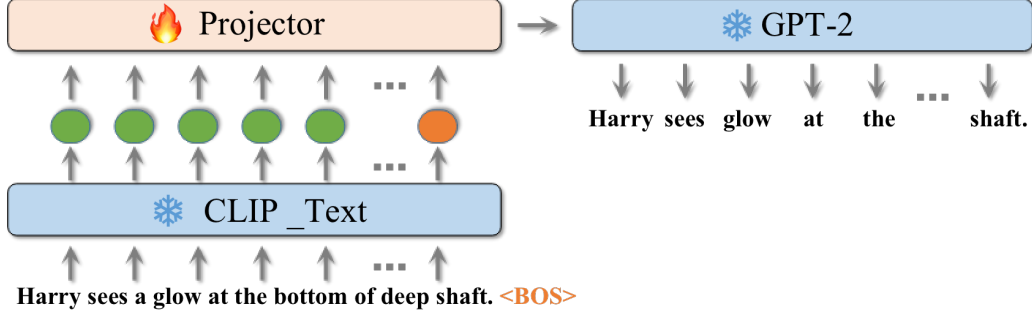 Projector
GPT-2
Harry sees glow at the ... shaft.
...
...
CLIP _Text
...
Harry sees a glow at the bottom of deep shaft. <BOS>